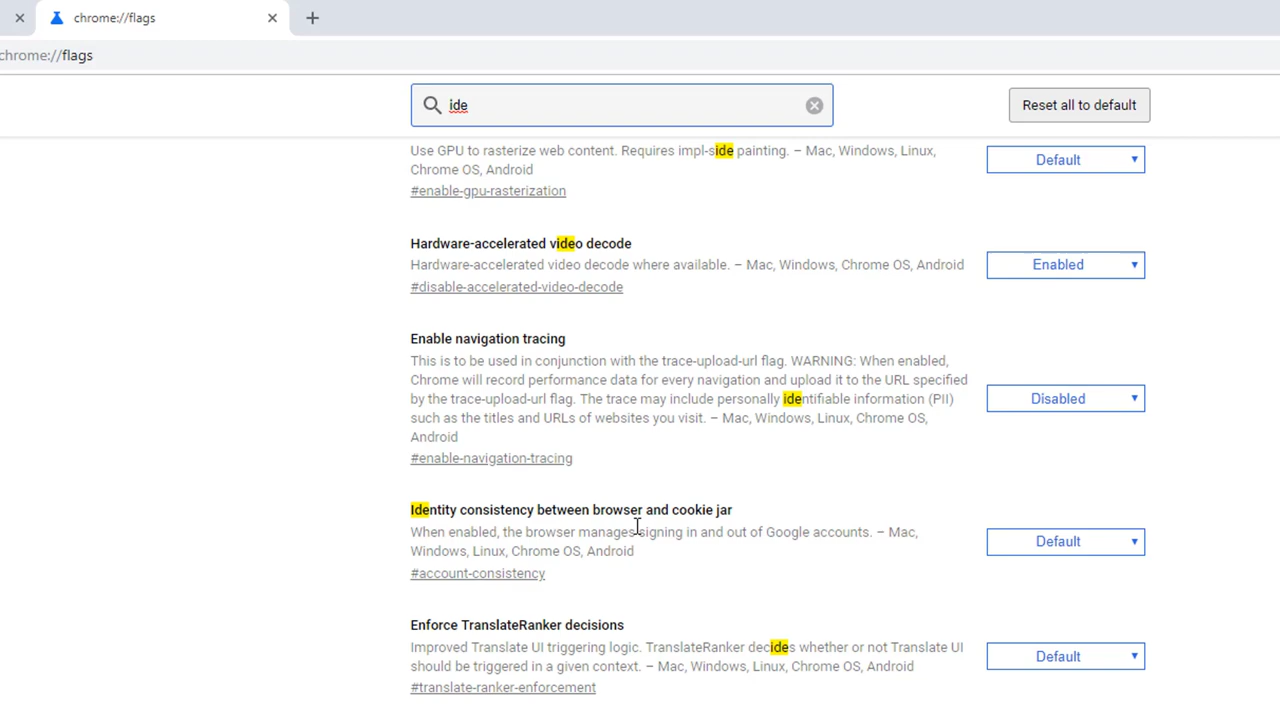 chrome://flags
chrome://flags
ide
Reset all to default
Use GPU to rasterize web content. Requires impl-side painting. – Mac, Windows, Linux,
Chrome OS, Android
#enable-gpu-rasterization
Default
Hardware-accelerated video decode
Hardware-accelerated video decode where available. – Mac, Windows, Chrome OS, Android
#disable-accelerated-video-decode
Enabled
Enable navigation tracing
This is to be used in conjunction with the trace-upload-url flag. WARNING: When enabled,
Chrome will record performance data for every navigation and upload it to the URL specified
by the trace-upload-url flag. The trace may include personally identifiable information (PII)
such as the titles and URLs of websites you visit. – Mac, Windows, Linux, Chrome OS,
Android
#enable-navigation-tracing
Disabled
Identity consistency between browser and cookie jar
When enabled, the browser manages signing in and out of Google accounts. – Mac,
Windows, Linux, Chrome OS, Android
#account-consistency
Default
Enforce TranslateRanker decisions
Improved Translate UI triggering logic. TranslateRanker decides whether or not Translate UI
should be triggered in a given context. – Mac, Windows, Linux, Chrome OS, Android
#translate-ranker-enforcement
Default